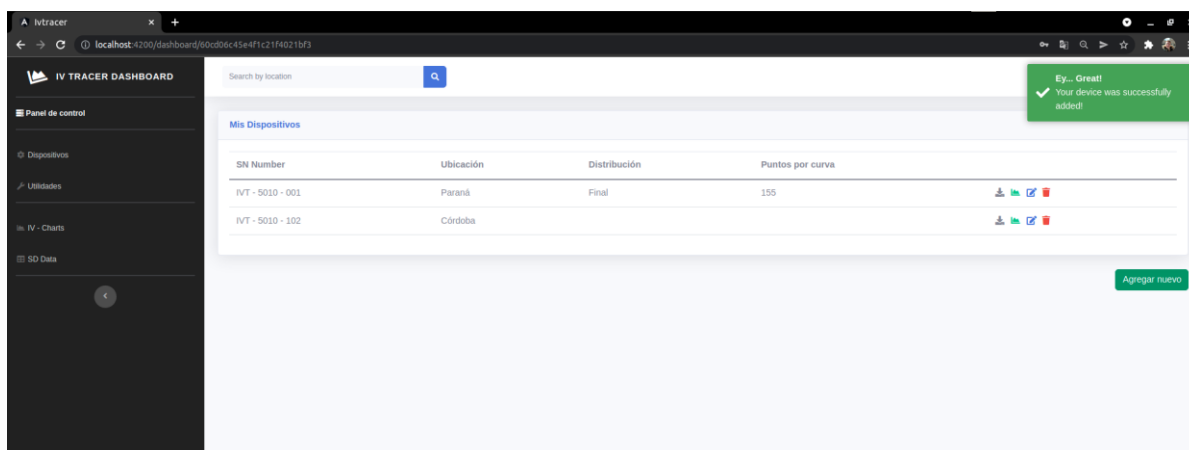 Ivtracer
localhost:4200/dashboard/60cd06c45e4f1c21f4021bf3
IV TRACER DASHBOARD
Search by location
Ey... Great!
Your device was successfully
added!
Panel de control
Mis Dispositivos
Dispositivos
SN Number Ubicación Distribución Puntos por curva
Utilidades
IVT - 5010 - 001 Paraná Final 155
IVT - 5010 - 102 Córdoba
IV - Charts
SD Data
Agregar nuevo